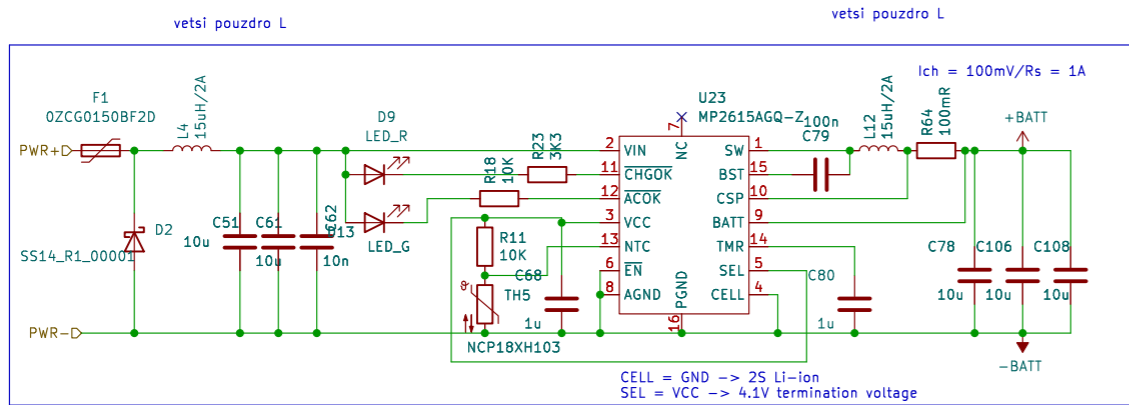 vetsi pouzdro L
vetsi pouzdro L
Ich = 100mV/Rs = 1A
F1
0ZCG0150BF2D
L4
15uH/2A
D9
LED_R
R23
3K3
R18
10K
U23
MP2615AGQ-Z
100n
C79
L12
15uH/2A
R64
100mR
+BATT
PWR+
7
NC
2 VIN
11 CHGOK
12 ACOK
3 VCC
13 NTC
6 EN
8 AGND
PGND
16
SW 1
BST 15
CSP 10
BATT 9
TMR 14
SEL 5
CELL 4
D2
SS14_R1_00001
C51
10u
C61
10u
C62
10n
D13
LED_G
R11
10K
TH5
NCP18XH103
C68
1u
C80
1u
C78
10u
C106
10u
C108
10u
PWR-
-BATT
CELL = GND -> 2S Li-ion
SEL = VCC -> 4.1V termination voltage